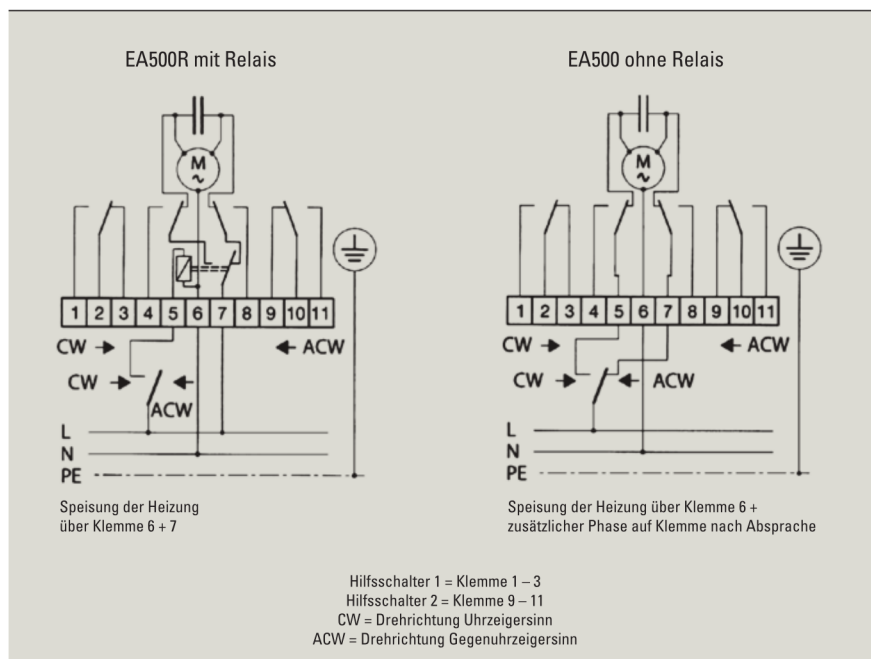 EA500R mit Relais
M
~
1 2 3 4 5 6 7 8 9 10 11
CW
ACW
CW
ACW
L
N
PE
Speisung der Heizung
über Klemme 6 + 7
EA500 ohne Relais
M
~
1 2 3 4 5 6 7 8 9 10 11
CW
ACW
CW
ACW
L
N
PE
Speisung der Heizung über Klemme 6 +
zusätzlicher Phase auf Klemme nach Absprache
Hilfsschalter 1 = Klemme 1 – 3
Hilfsschalter 2 = Klemme 9 – 11
CW = Drehrichtung Uhrzeigersinn
ACW = Drehrichtung Gegenuhrzeigersinn